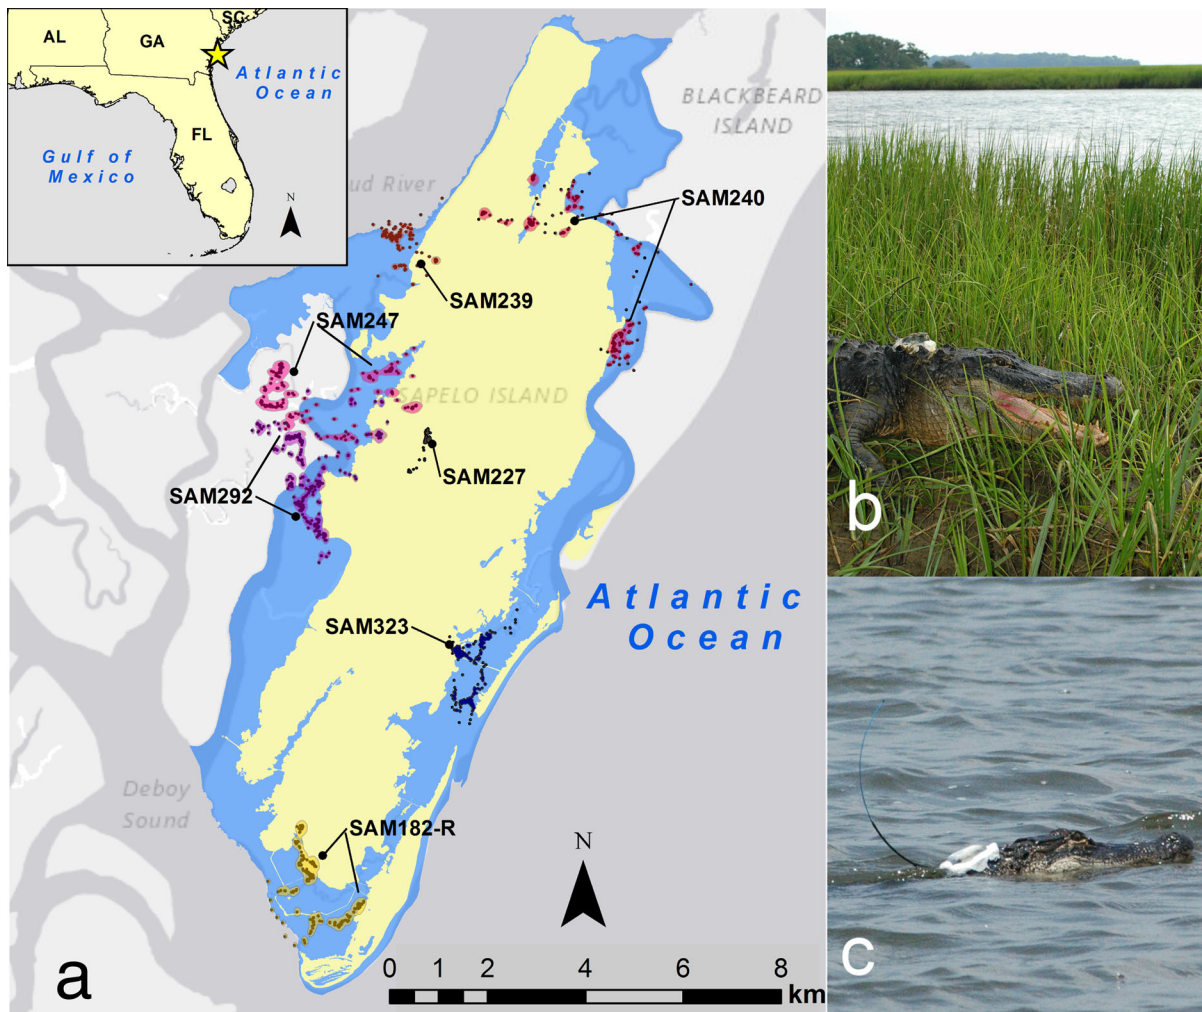 SC
AL
GA
Atlantic
Ocean
FL
Gulf of
Mexico
N
BLACKBEARD
ISLAND
ud River
SAM240
SAM239
SAM247
SAPELO ISLAND
SAM227
SAM292
Atlantic
Ocean
SAM323
Deboy
Sound
SAM182-R
N
0 1 2 4 6 8
km
a
b
c